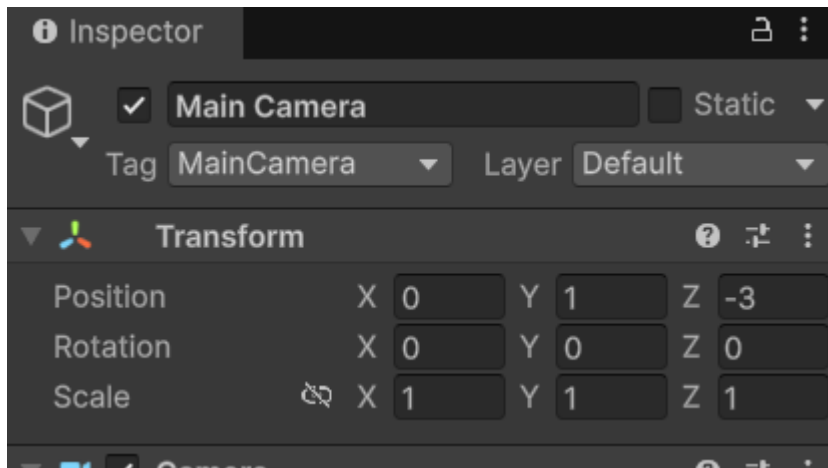 Inspector
Main Camera Static
Tag MainCamera Layer Default
Transform
Position X 0 Y 1 Z -3
Rotation X 0 Y 0 Z 0
Scale X 1 Y 1 Z 1
Camera